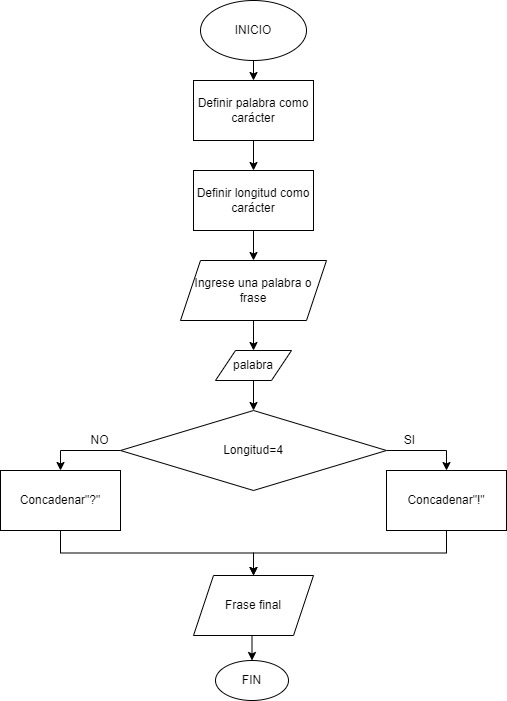 INICIO
Definir palabra como
carácter
Definir longitud como
carácter
Ingrese una palabra o
frase
palabra
NO
SI
Longitud=4
Concadenar"?"
Concadenar"!"
Frase final
FIN